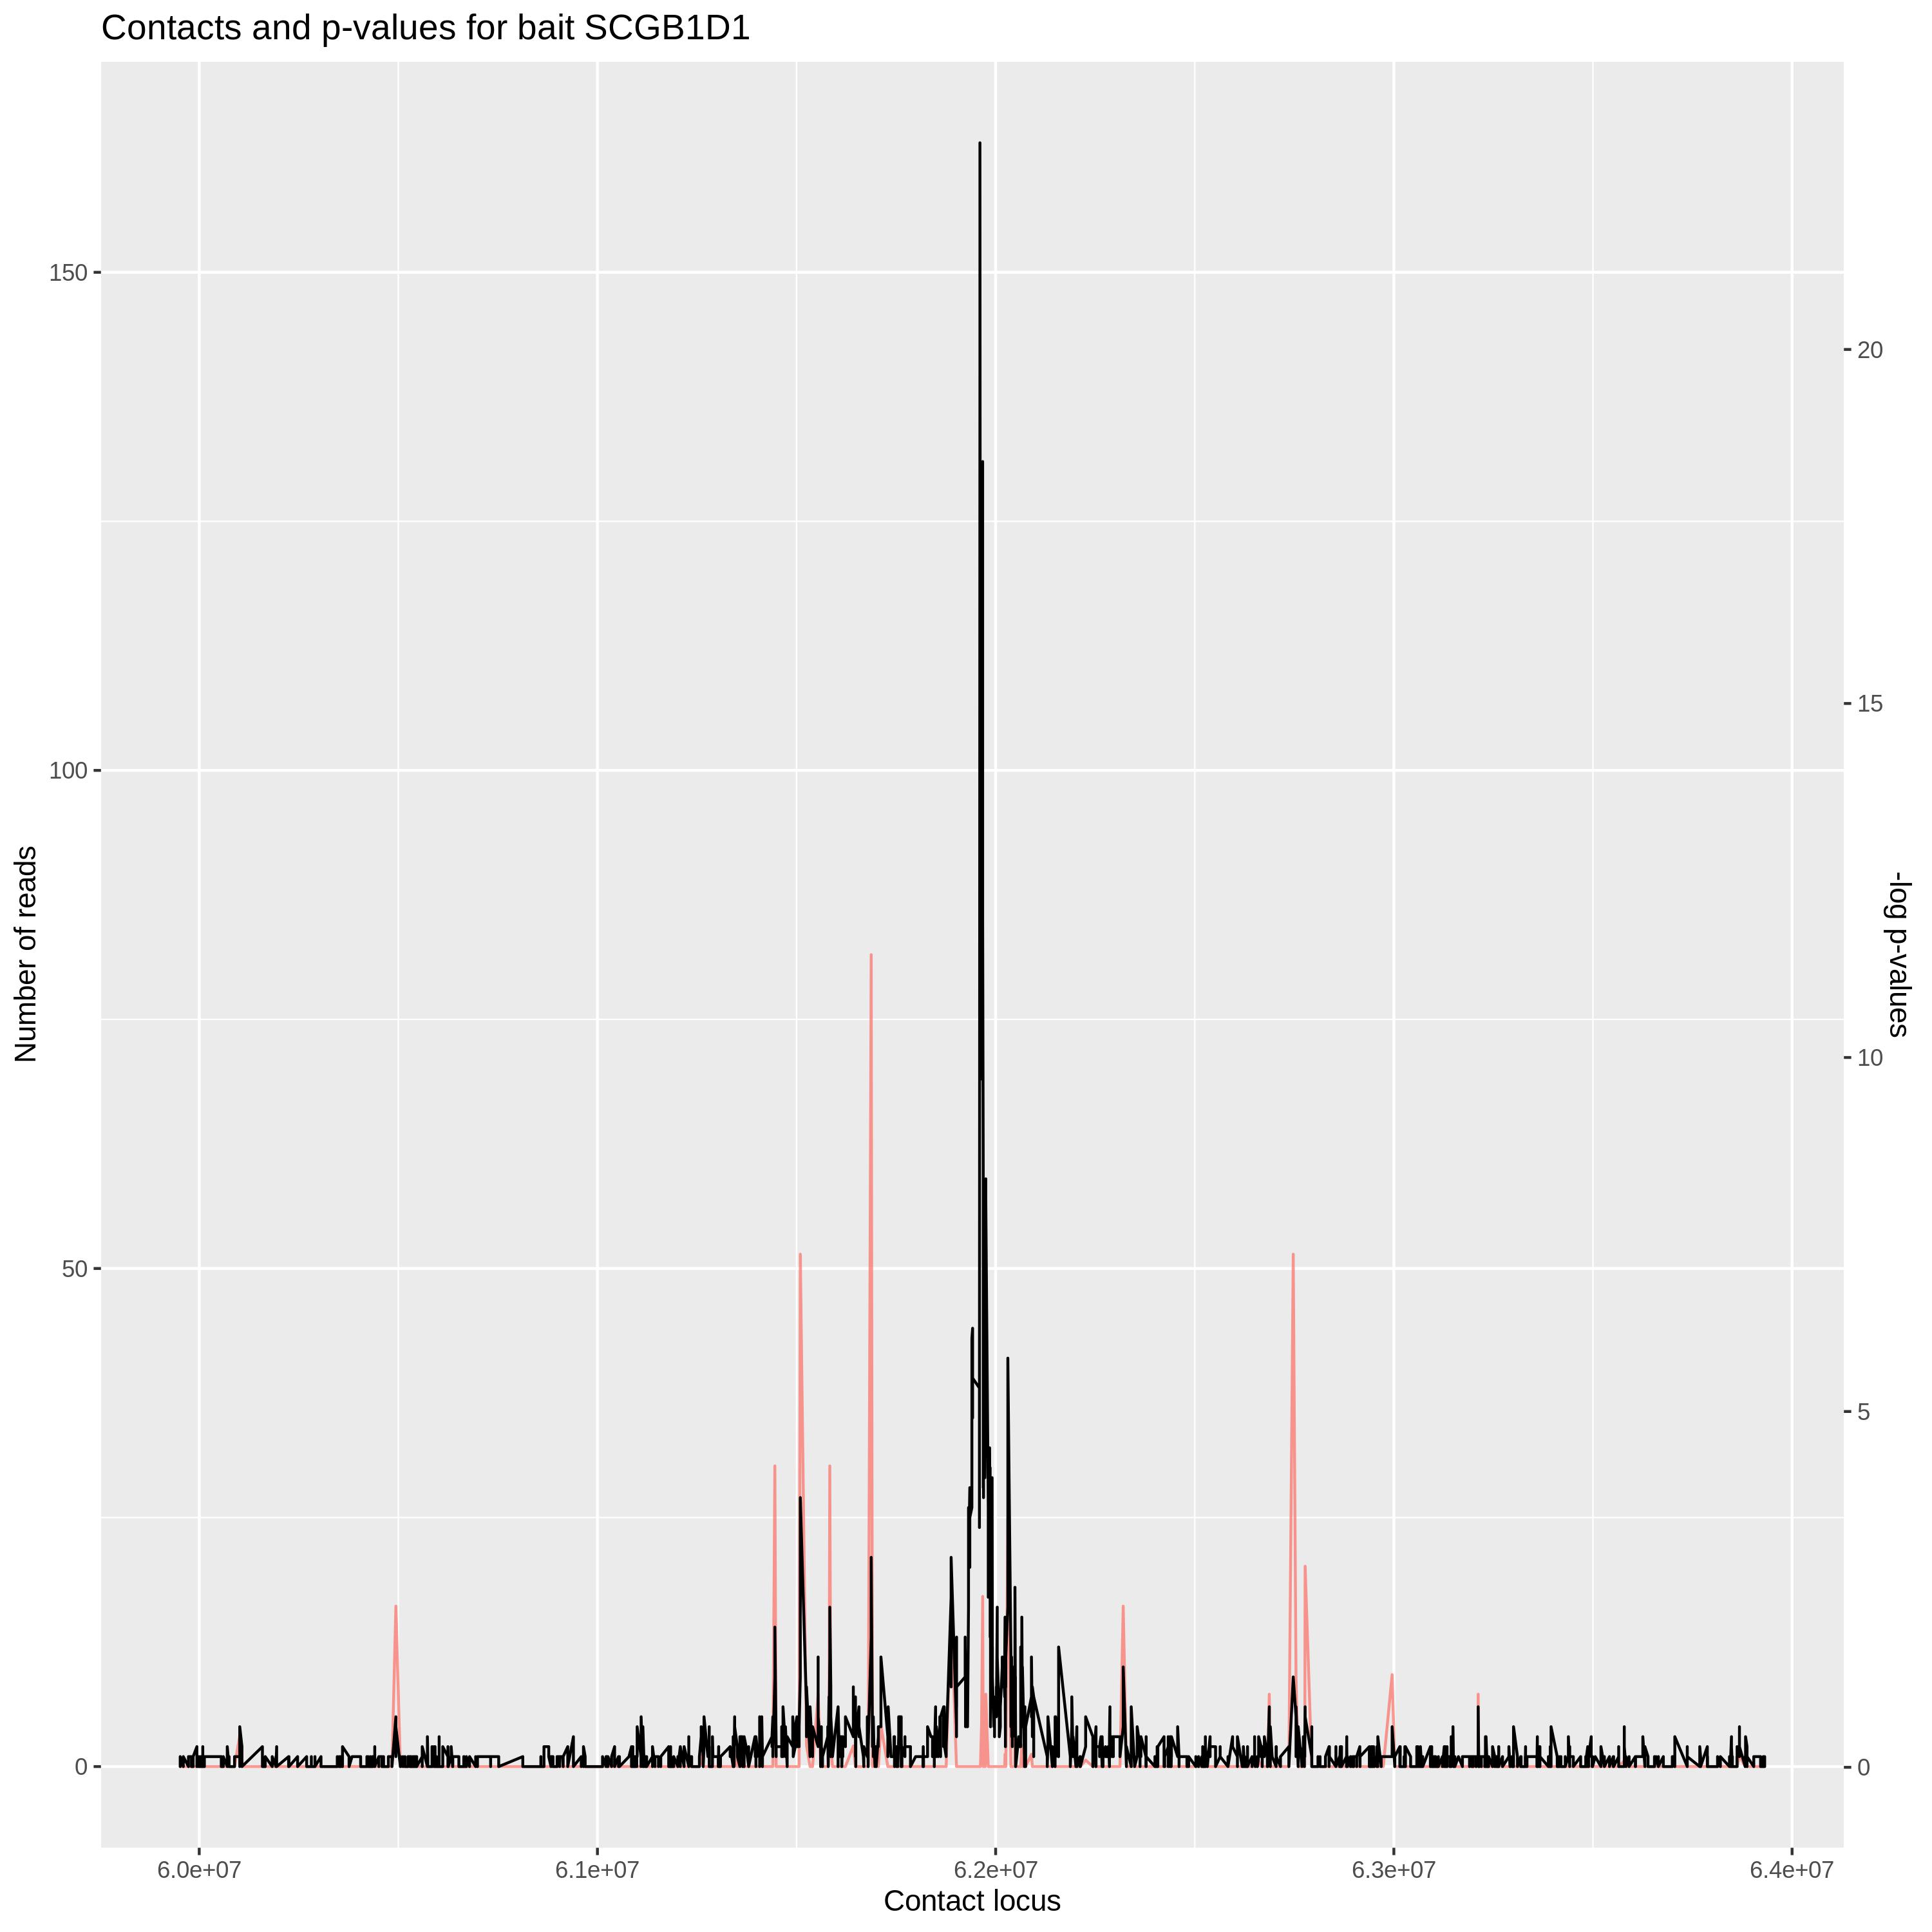 Contacts and p-values for bait SCGB1D1
150
100
50
0
Number of reads
20
15
10
5
0
-log p-values
6.0e+07
6.1e+07
6.2e+07
6.3e+07
6.4e+07
Contact locus